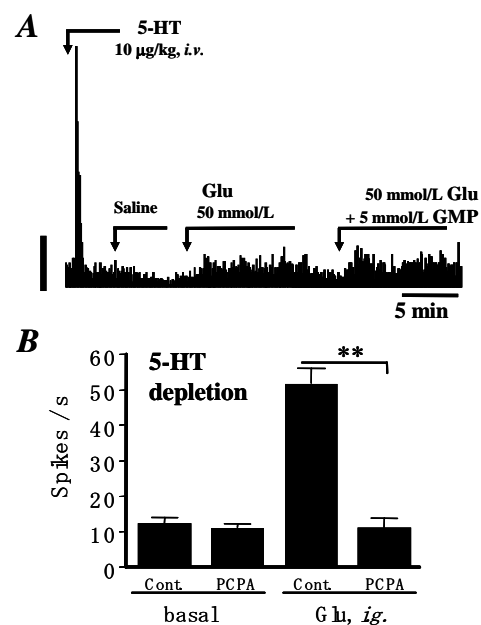 A
5-HT
10 µg/kg, i.v.
Saline
Glu
50 mmol/L
50 mmol/L Glu
+ 5 mmol/L GMP
5 min
B
5-HT
depletion
**
Spikes /s
60
50
40
30
20
10
0
Cont. PCPA Cont. PCPA
basal Glu, ig.